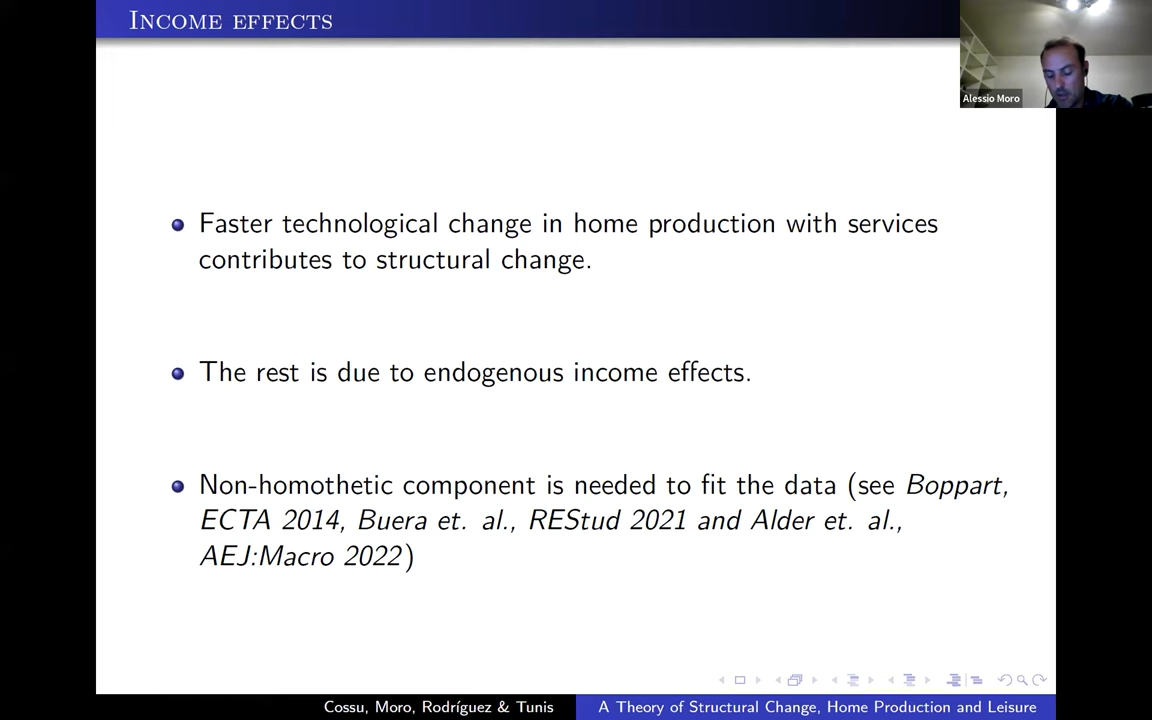 Income effects
Alessio Moro
Faster technological change in home production with services
contributes to structural change.
The rest is due to endogenous income effects.
Non-homothetic component is needed to fit the data (see Boppart,
ECTA 2014, Buera et. al., REStud 2021 and Alder et. al.,
AEJ:Macro 2022)
Cossu, Moro, Rodríguez & Tunis
A Theory of Structural Change, Home Production and Leisure